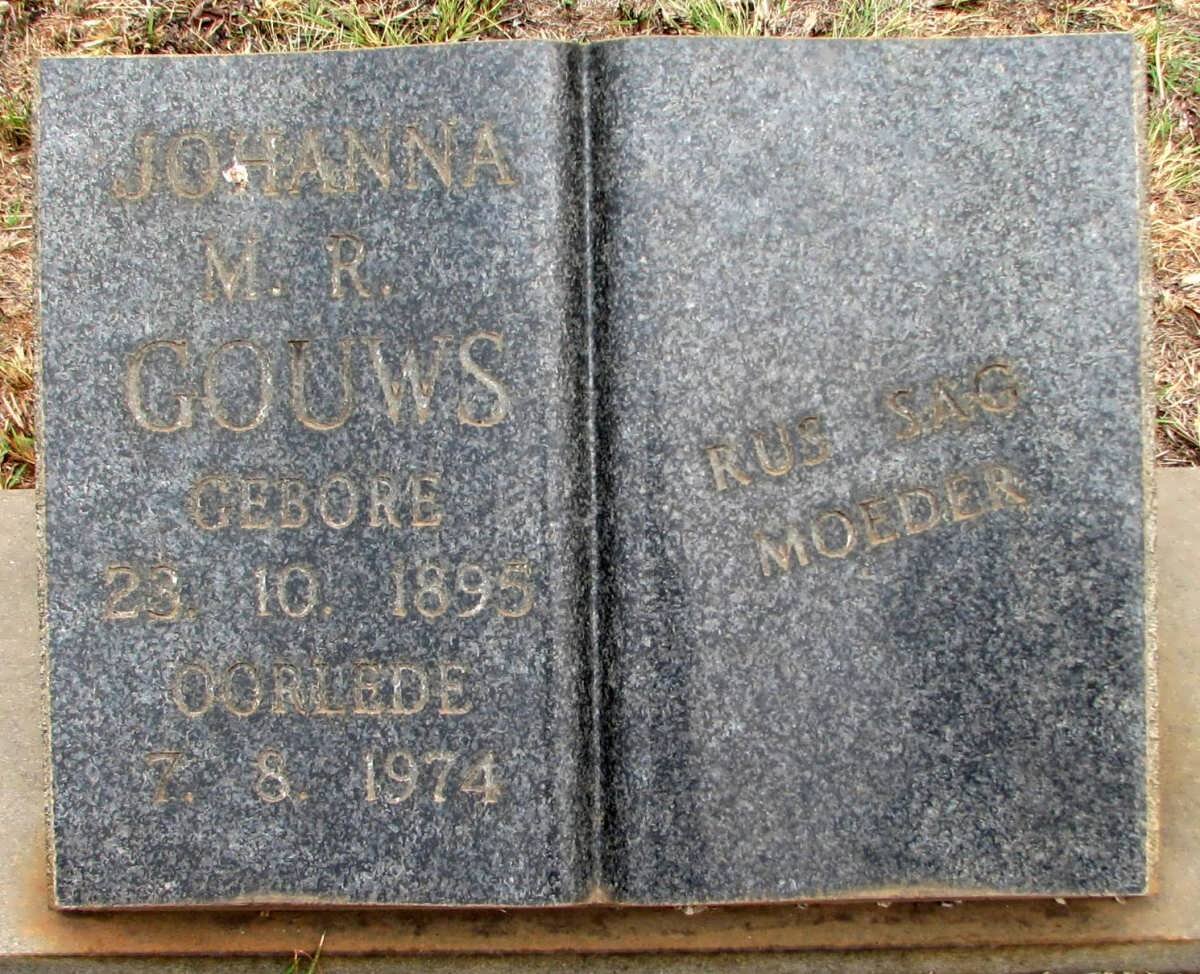 JOHANNA
M. R.
GOUWS
GEBORE
23. 10. 1895
OORLEDE
7. 8. 1974
RUS SAG
MOEDER